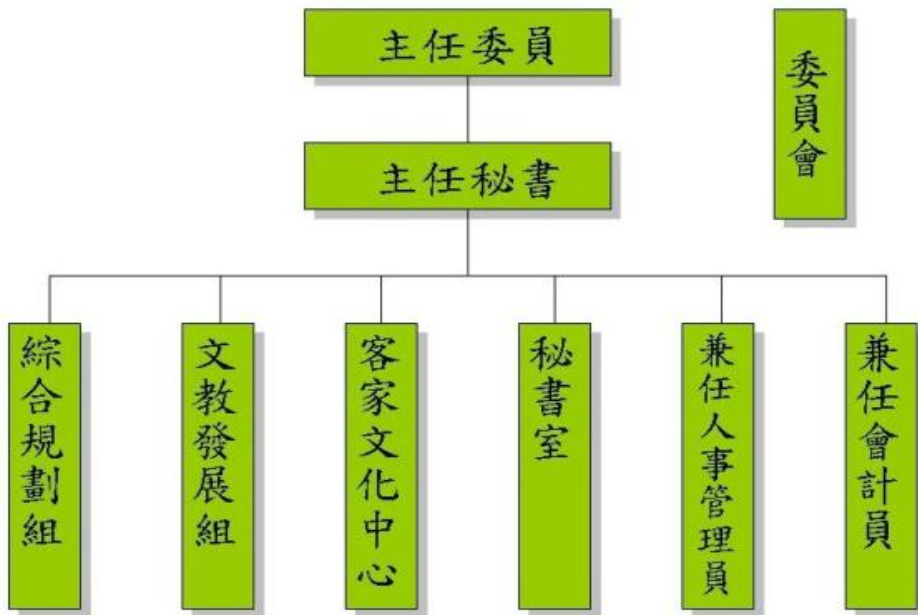 主任委員
委員會
主任秘書
綜合規劃組
文教發展組
客家文化中心
秘書室
兼任人事管理員
兼任會計員